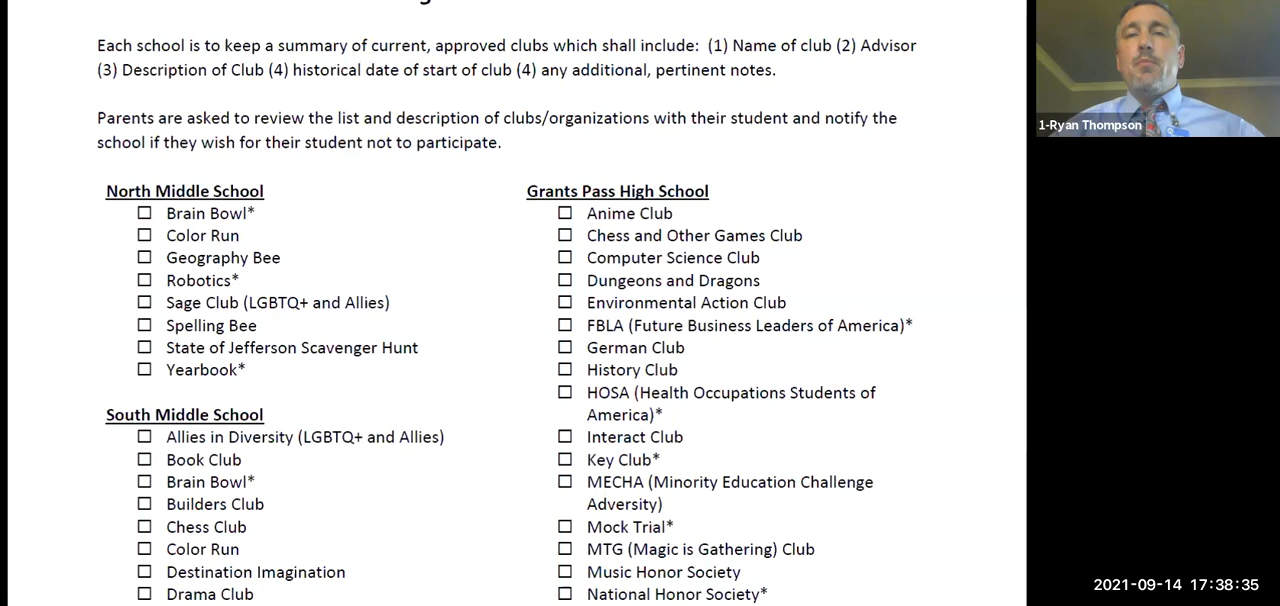 Each school is to keep a summary of current, approved clubs which shall include:  (1) Name of club (2) Advisor
(3) Description of Club (4) historical date of start of club (4) any additional, pertinent notes.
Parents are asked to review the list and description of clubs/organizations with their student and notify the
school if they wish for their student not to participate.
North Middle School
Brain Bowl*
Color Run
Geography Bee
Robotics*
Sage Club (LGBTQ+ and Allies)
Spelling Bee
State of Jefferson Scavenger Hunt
Yearbook*
South Middle School
Allies in Diversity (LGBTQ+ and Allies)
Book Club
Brain Bowl*
Builders Club
Chess Club
Color Run
Destination Imagination
Drama Club
Grants Pass High School
Anime Club
Chess and Other Games Club
Computer Science Club
Dungeons and Dragons
Environmental Action Club
FBLA (Future Business Leaders of America)*
German Club
History Club
HOSA (Health Occupations Students of
America)*
Interact Club
Key Club*
MECHA (Minority Education Challenge
Adversity)
Mock Trial*
MTG (Magic is Gathering) Club
Music Honor Society
National Honor Society*
1-Ryan Thompson
2021-09-14 17:38:35